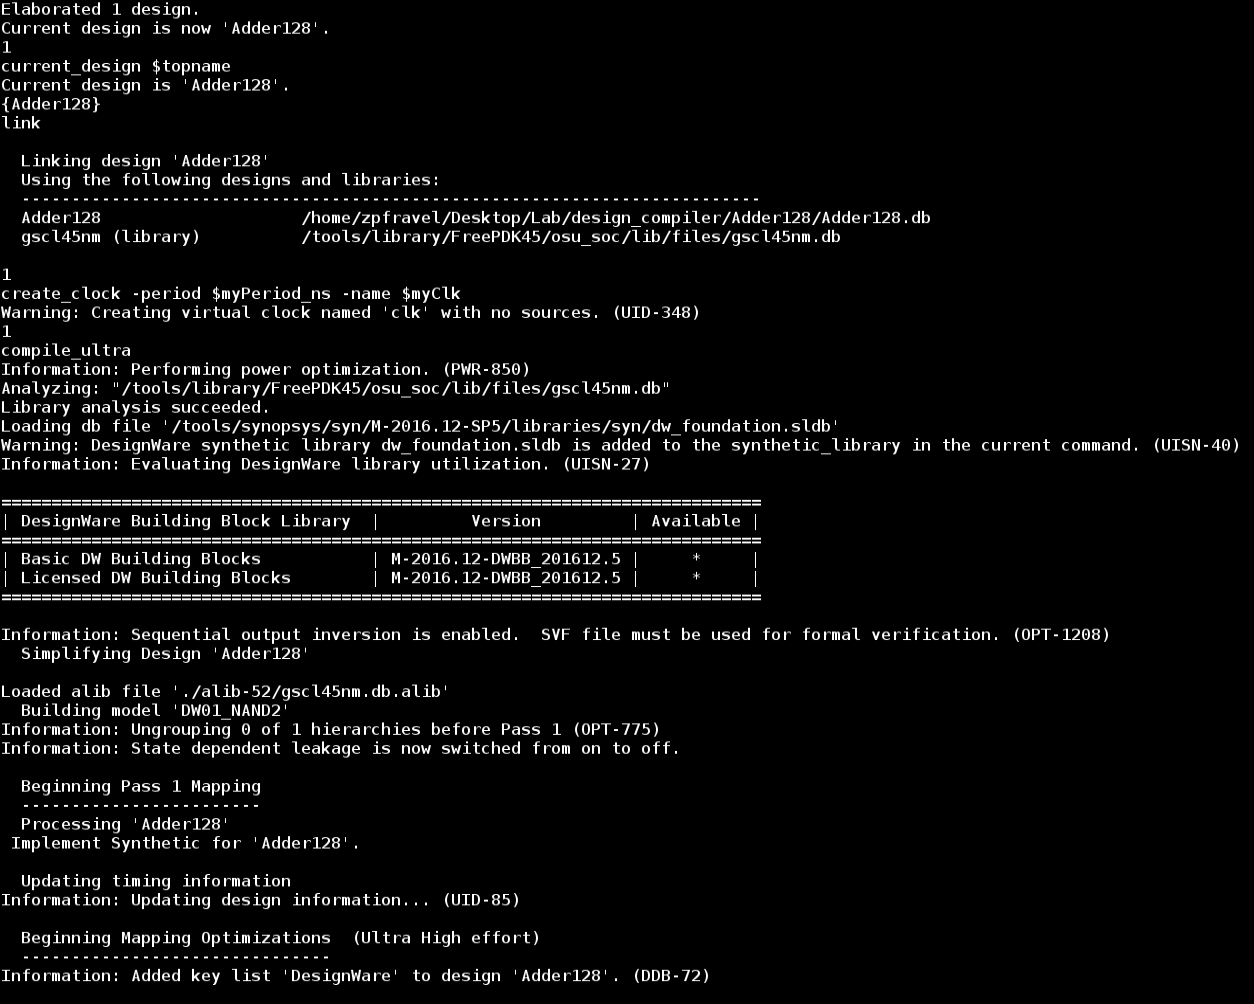 Elaborated 1 design.
Current design is now 'Adder128'.
1
current_design $topname
Current design is 'Adder128'.
{Adder128}
link
Linking design 'Adder128'
Using the following designs and libraries:
--------------------------------------------------------------------------
Adder128                    /home/zpfravel/Desktop/Lab/design_compiler/Adder128/Adder128.db
gscl45nm (library)          /tools/library/FreePDK45/osu_soc/lib/files/gscl45nm.db
1
create_clock -period $myPeriod_ns -name $myClk
Warning: Creating virtual clock named 'clk' with no sources. (UID-348)
1
compile_ultra
Information: Performing power optimization. (PWR-850)
Analyzing: "/tools/library/FreePDK45/osu_soc/lib/files/gscl45nm.db"
Library analysis succeeded.
Loading db file '/tools/synopsys/syn/M-2016.12-SP5/libraries/syn/dw_foundation.sldb'
Warning: DesignWare synthetic library dw_foundation.sldb is added to the synthetic_library in the current command. (UISN-40)
Information: Evaluating DesignWare library utilization. (UISN-27)
============================================================================
| DesignWare Building Block Library  |         Version         | Available |
============================================================================
| Basic DW Building Blocks           | M-2016.12-DWBB_201612.5 |     *     |
| Licensed DW Building Blocks        | M-2016.12-DWBB_201612.5 |     *     |
============================================================================
Information: Sequential output inversion is enabled.  SVF file must be used for formal verification. (OPT-1208)
Simplifying Design 'Adder128'
Loaded alib file './alib-52/gscl45nm.db.alib'
Building model 'DW01_NAND2'
Information: Ungrouping 0 of 1 hierarchies before Pass 1 (OPT-775)
Information: State dependent leakage is now switched from on to off.
Beginning Pass 1 Mapping
------------------------
Processing 'Adder128'
Implement Synthetic for 'Adder128'.
Updating timing information
Information: Updating design information... (UID-85)
Beginning Mapping Optimizations  (Ultra High effort)
-------------------------------
Information: Added key list 'DesignWare' to design 'Adder128'. (DDB-72)